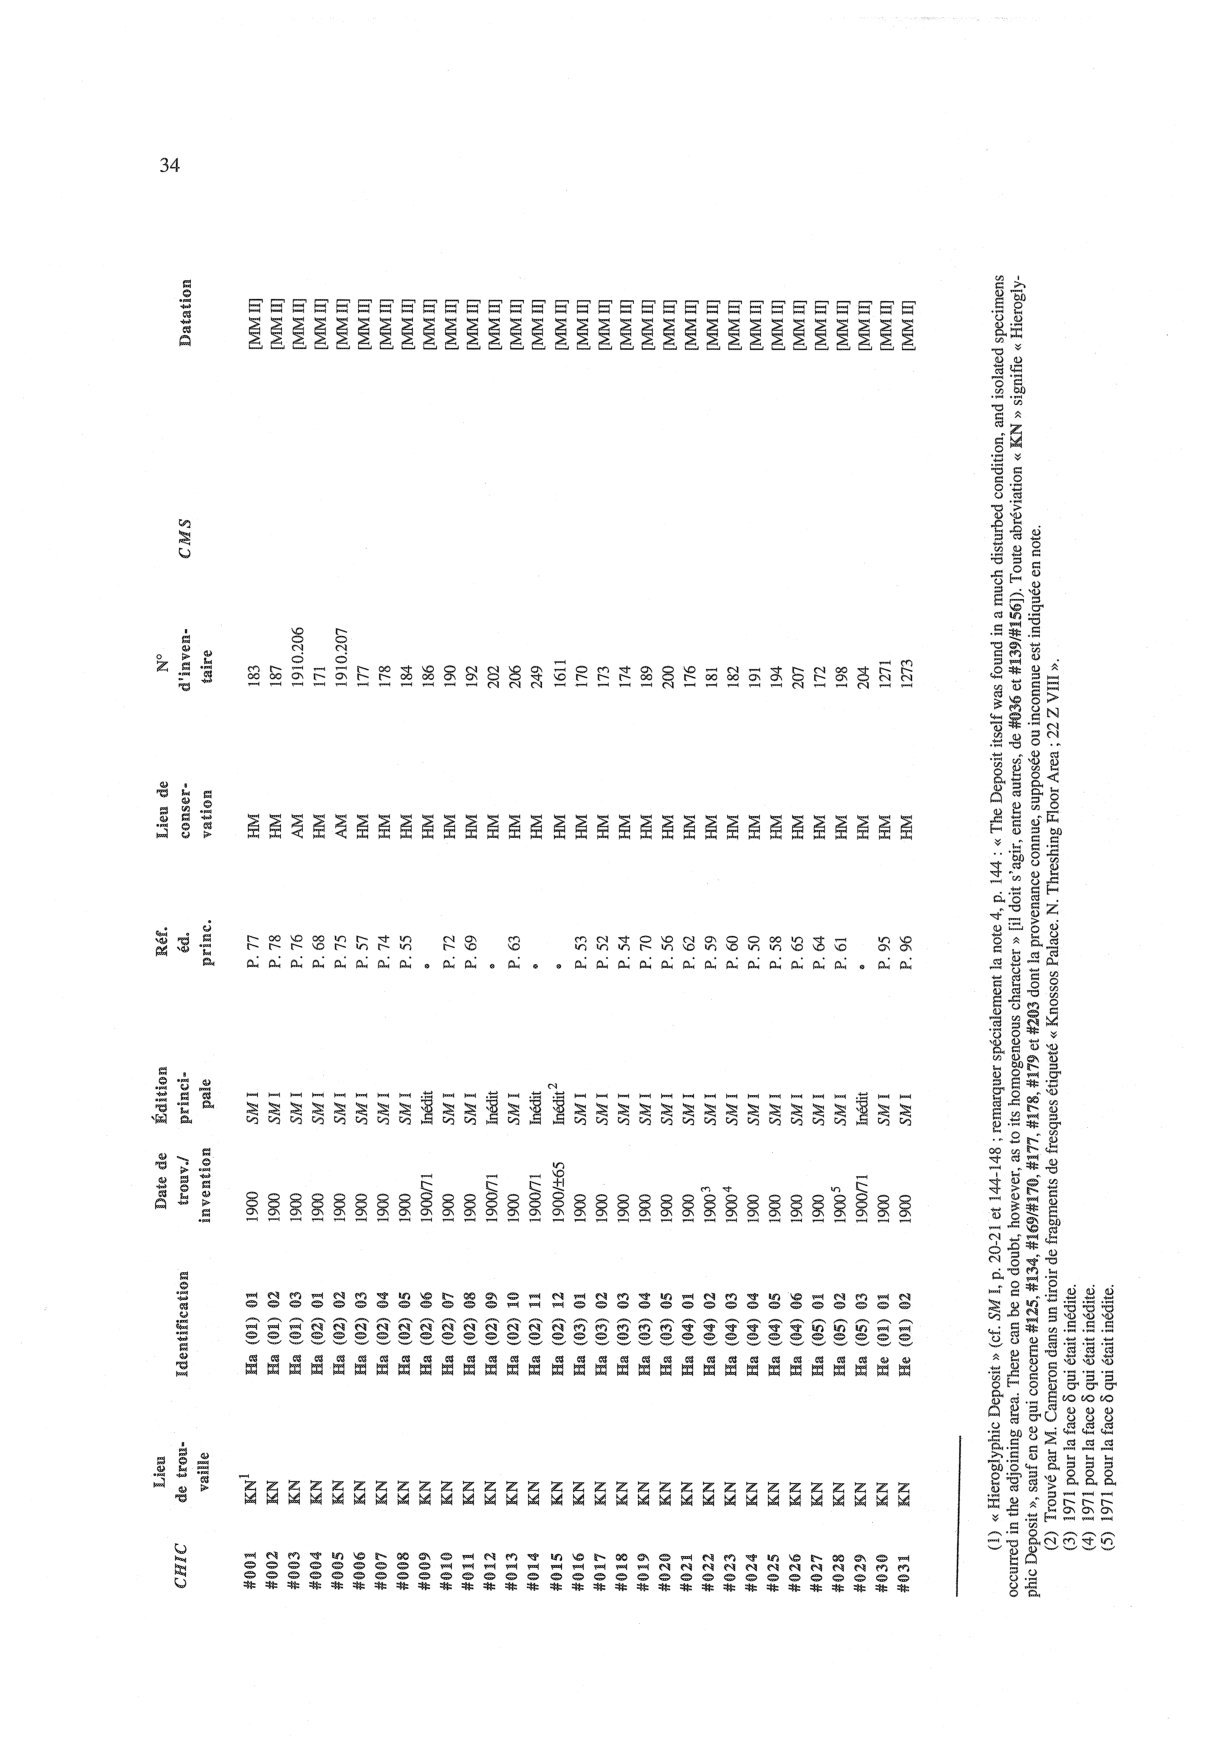 34
CHIC Lieu de trou-vaille Identification Date de trouv./invention Édition princi-pale Réf. éd. princ. Lieu de conser-vation N° d'inven-taire CMS Datation
#001 KN1 Ha (01) 01 1900 SM I P. 77 HM 183 [MM II]
#002 KN Ha (01) 02 1900 SM I P. 78 HM 187 [MM II]
#003 KN Ha (01) 03 1900 SM I P. 76 AM 1910.206 [MM II]
#004 KN Ha (02) 01 1900 SM I P. 68 HM 171 [MM II]
#005 KN Ha (02) 02 1900 SM I P. 75 AM 1910.207 [MM II]
#006 KN Ha (02) 03 1900 SM I P. 57 HM 177 [MM II]
#007 KN Ha (02) 04 1900 SM I P. 74 HM 178 [MM II]
#008 KN Ha (02) 05 1900 SM I P. 55 HM 184 [MM II]
#009 KN Ha (02) 06 1900/71 Inédit • HM 186 [MM II]
#010 KN Ha (02) 07 1900 SM I P. 72 HM 190 [MM II]
#011 KN Ha (02) 08 1900 SM I P. 69 HM 192 [MM II]
#012 KN Ha (02) 09 1900/71 Inédit • HM 202 [MM II]
#013 KN Ha (02) 10 1900 SM I P. 63 HM 206 [MM II]
#014 KN Ha (02) 11 1900/71 Inédit • HM 249 [MM II]
#015 KN Ha (02) 12 1900/±65 Inédit2 • HM 1611 [MM II]
#016 KN Ha (03) 01 1900 SM I P. 53 HM 170 [MM II]
#017 KN Ha (03) 02 1900 SM I P. 52 HM 173 [MM II]
#018 KN Ha (03) 03 1900 SM I P. 54 HM 174 [MM II]
#019 KN Ha (03) 04 1900 SM I P. 70 HM 189 [MM II]
#020 KN Ha (03) 05 1900 SM I P. 56 HM 200 [MM II]
#021 KN Ha (04) 01 1900 SM I P. 62 HM 176 [MM II]
#022 KN Ha (04) 02 1900 3 SM I P. 59 HM 181 [MM II]
#023 KN Ha (04) 03 1900 4 SM I P. 60 HM 182 [MM II]
#024 KN Ha (04) 04 1900 SM I P. 50 HM 191 [MM II]
#025 KN Ha (04) 05 1900 SM I P. 58 HM 194 [MM II]
#026 KN Ha (04) 06 1900 SM I P. 65 HM 207 [MM II]
#027 KN Ha (05) 01 1900 SM I P. 64 HM 172 [MM II]
#028 KN Ha (05) 02 1900 5 SM I P. 61 HM 198 [MM II]
#029 KN Ha (05) 03 1900/71 Inédit • HM 204 [MM II]
#030 KN He (01) 01 1900 SM I P. 95 HM 1271 [MM II]
#031 KN He (01) 02 1900 SM I P. 96 HM 1273 [MM II]
(1) « Hieroglyphic Deposit » (cf. SM I, p. 20-21 et 144-148 ; remarquer spécialement la note 4, p. 144 : « The Deposit itself was found in a much disturbed condition, and isolated specimens
occurred in the adjoining area. There can be no doubt, however, as to its homogeneous character » [il doit s'agir, entre autres, de #036 et #139/#156]). Toute abréviation « KN » signifie « Hierogly-
phic Deposit », sauf en ce qui concerne #125, #134, #169/#170, #177, #178, #179 et #203 dont la provenance connue, supposée ou inconnue est indiquée en note.
(2) Trouvé par M. Cameron dans un tiroir de fragments de fresques étiqueté « Knossos Palace. N. Threshing Floor Area ; 22 Z VIII ».
(3) 1971 pour la face δ qui était inédite.
(4) 1971 pour la face δ qui était inédite.
(5) 1971 pour la face δ qui était inédite.